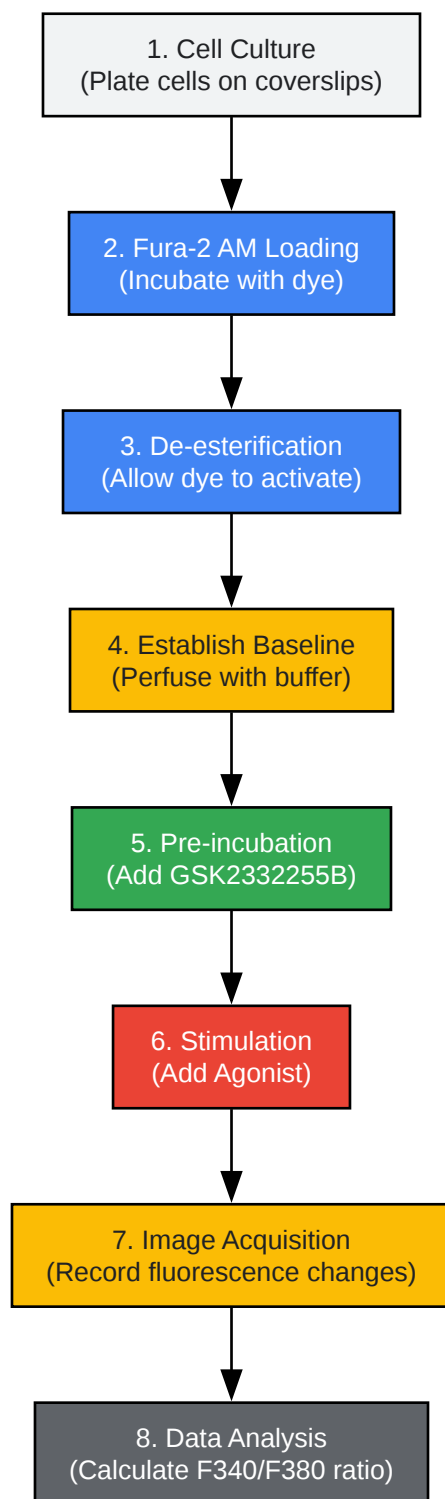 1. Cell Culture
(Plate cells on coverslips)
2. Fura-2 AM Loading
(Incubate with dye)
3. De-esterification
(Allow dye to activate)
4. Establish Baseline
(Perfuse with buffer)
5. Pre-incubation
(Add GSK2332255B)
6. Stimulation
(Add Agonist)
7. Image Acquisition
(Record fluorescence changes)
8. Data Analysis
(Calculate F340/F380 ratio)